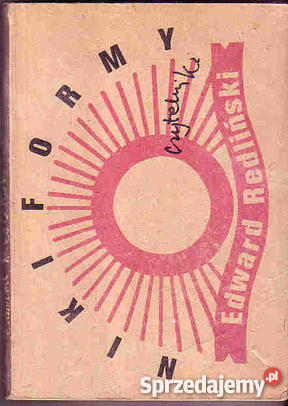 NIKIFORMY
Czytelnik
Edward Redliński
Sprzedajemy.pl